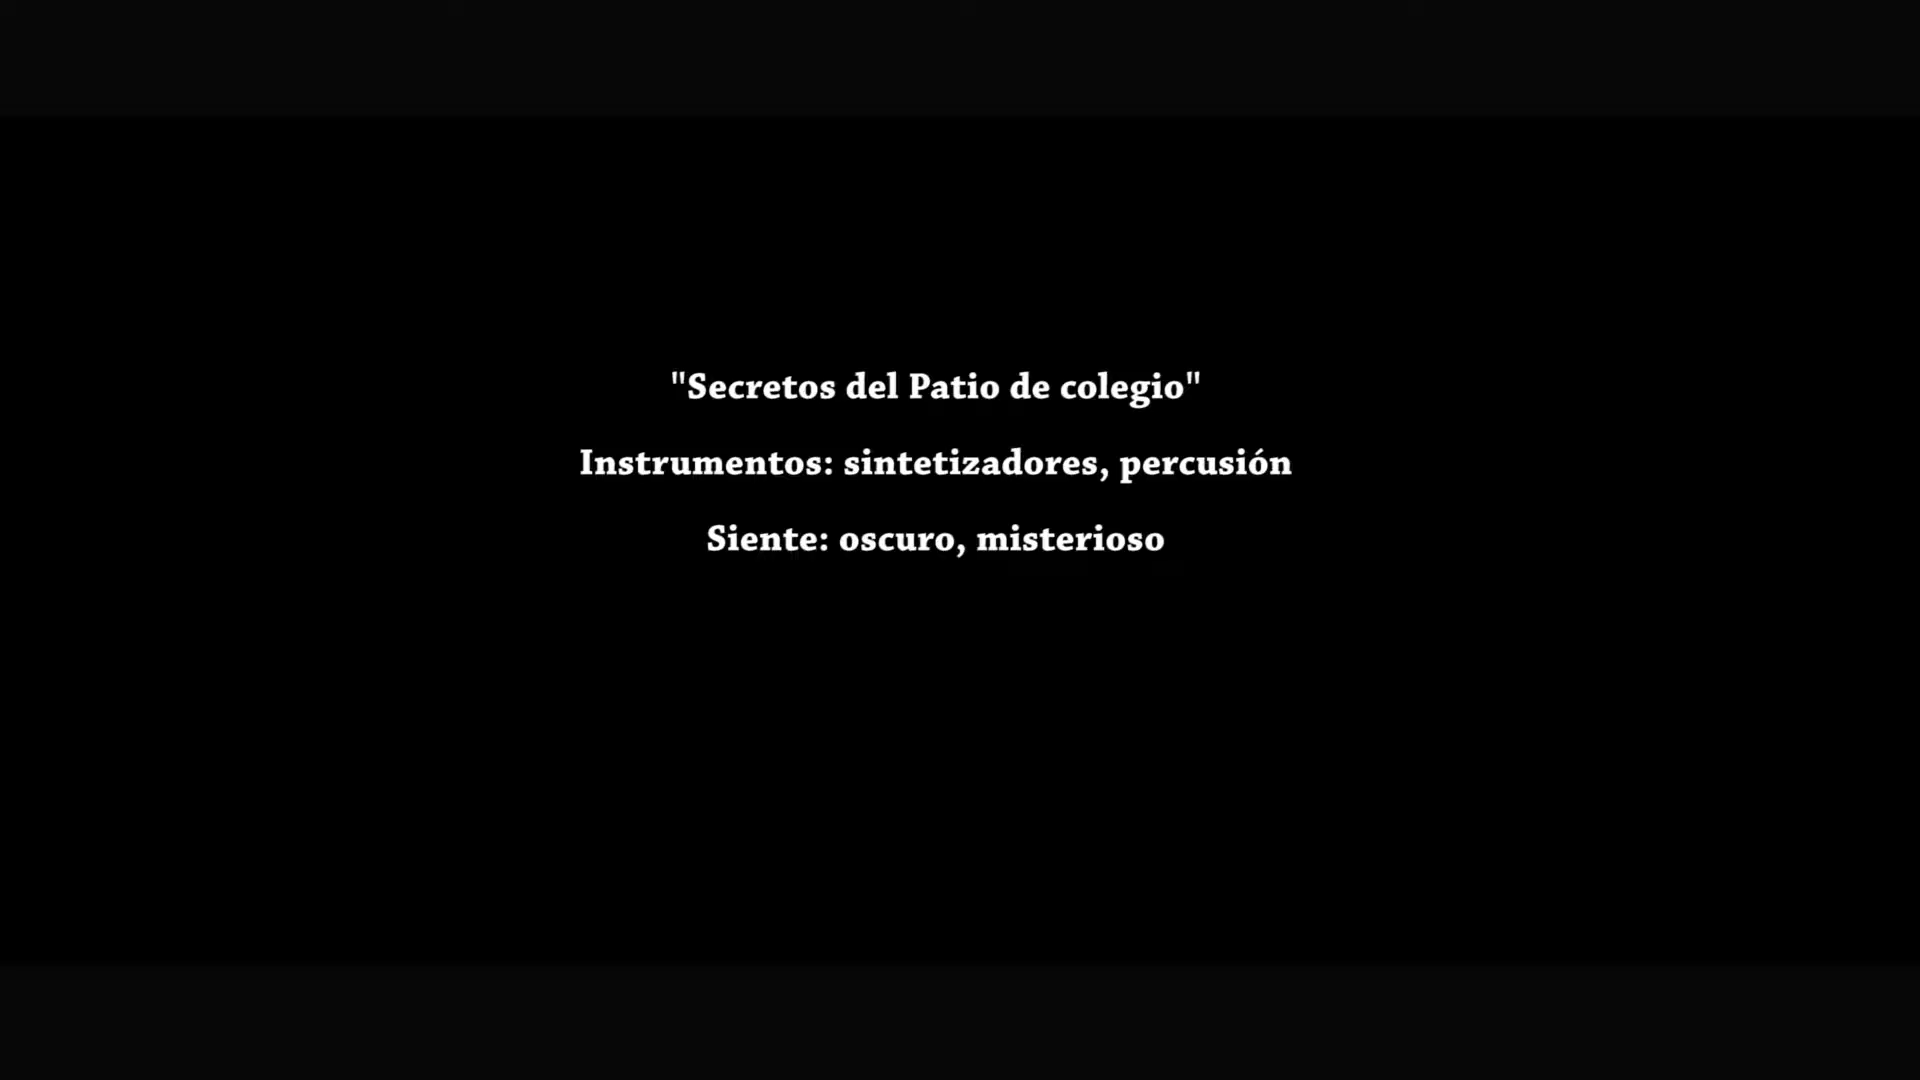 "Secretos del Patio de colegio"
Instrumentos: sintetizadores, percusión
Siente: oscuro, misterioso